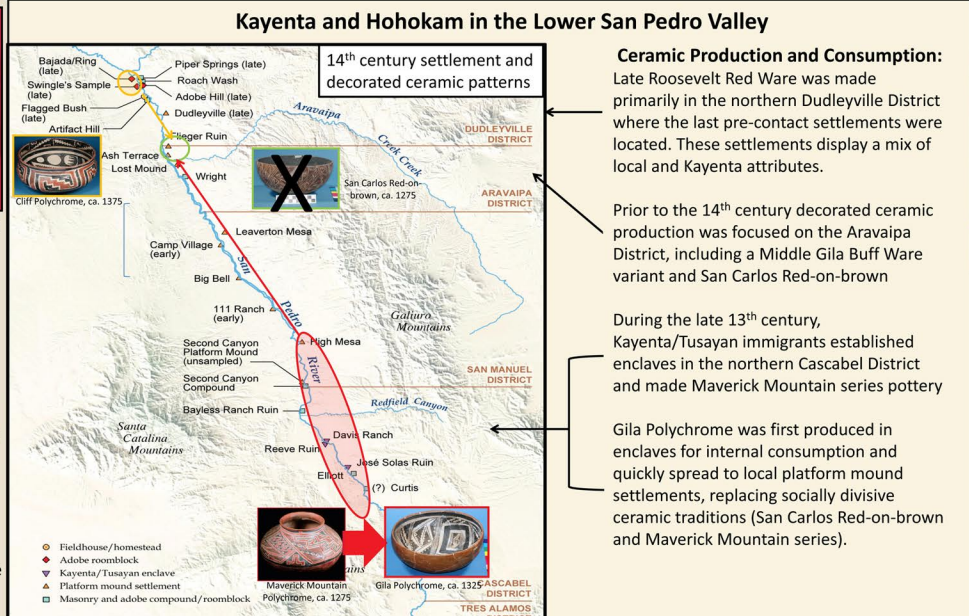 Kayenta and Hohokam in the Lower San Pedro Valley
14th century settlement and
decorated ceramic patterns
Bajada/Ring
(late)
Swingle's Sample
(late)
Flagged Bush
(late)
Artifact Hill
Piper Springs (late)
Roach Wash
Adobe Hill (late)
Dudleyville (late)
Flieger Ruin
Ash Terrace
Lost Mound
Wright
Aravaipa
Creek Creek
DUDLEYVILLE
DISTRICT
Cliff Polychrome, ca. 1375
X
San Carlos Red-on-
brown, ca. 1275
ARAVAIPA
DISTRICT
Leaverton Mesa
Camp Village
(early)
Big Bell
111 Ranch
(early)
San
Pedro
River
Galiuro
Mountains
High Mesa
Second Canyon
Platform Mound
(unsampled)
Second Canyon
Compound
SAN MANUEL
DISTRICT
Bayless Ranch Ruin
Redfield Canyon
Santa
Catalina
Mountains
Davis Ranch
Reeve Ruin
José Solas Ruin
Elliott
(?) Curtis
Fieldhouse/homestead
Adobe roomblock
Kayenta/Tusayan enclave
Platform mound settlement
Masonry and adobe compound/roomblock
Maverick Mountain
Polychrome, ca. 1275
Gila Polychrome, ca. 1325
CASCABEL
DISTRICT
TRES ALAMOS
Ceramic Production and Consumption:
Late Roosevelt Red Ware was made
primarily in the northern Dudleyville District
where the last pre-contact settlements were
located. These settlements display a mix of
local and Kayenta attributes.
Prior to the 14th century decorated ceramic
production was focused on the Aravaipa
District, including a Middle Gila Buff Ware
variant and San Carlos Red-on-brown
During the late 13th century,
Kayenta/Tusayan immigrants established
enclaves in the northern Cascabel District
and made Maverick Mountain series pottery
Gila Polychrome was first produced in
enclaves for internal consumption and
quickly spread to local platform mound
settlements, replacing socially divisive
ceramic traditions (San Carlos Red-on-brown
and Maverick Mountain series).